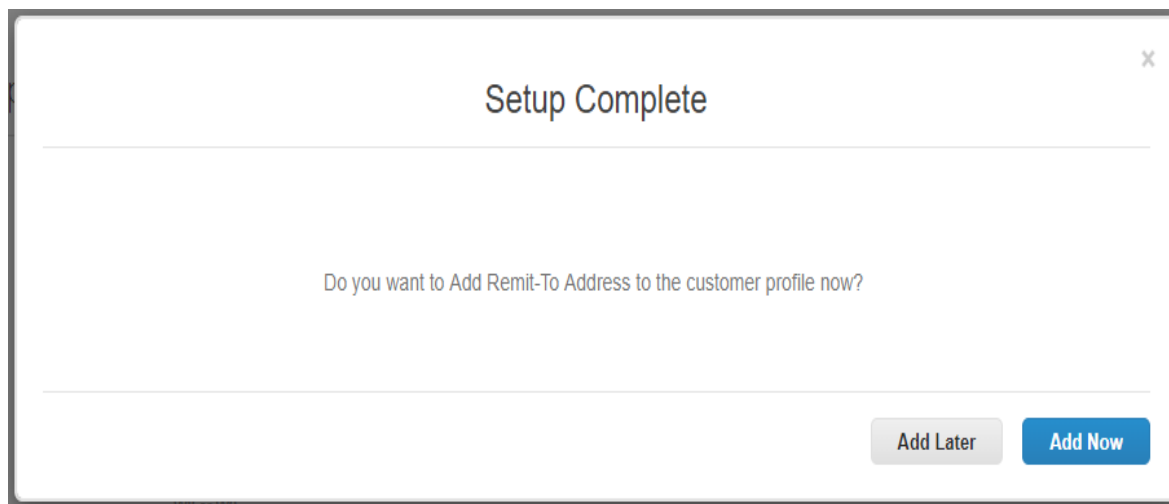 ×
Setup Complete
Do you want to Add Remit-To Address to the customer profile now?
Add Later
Add Now